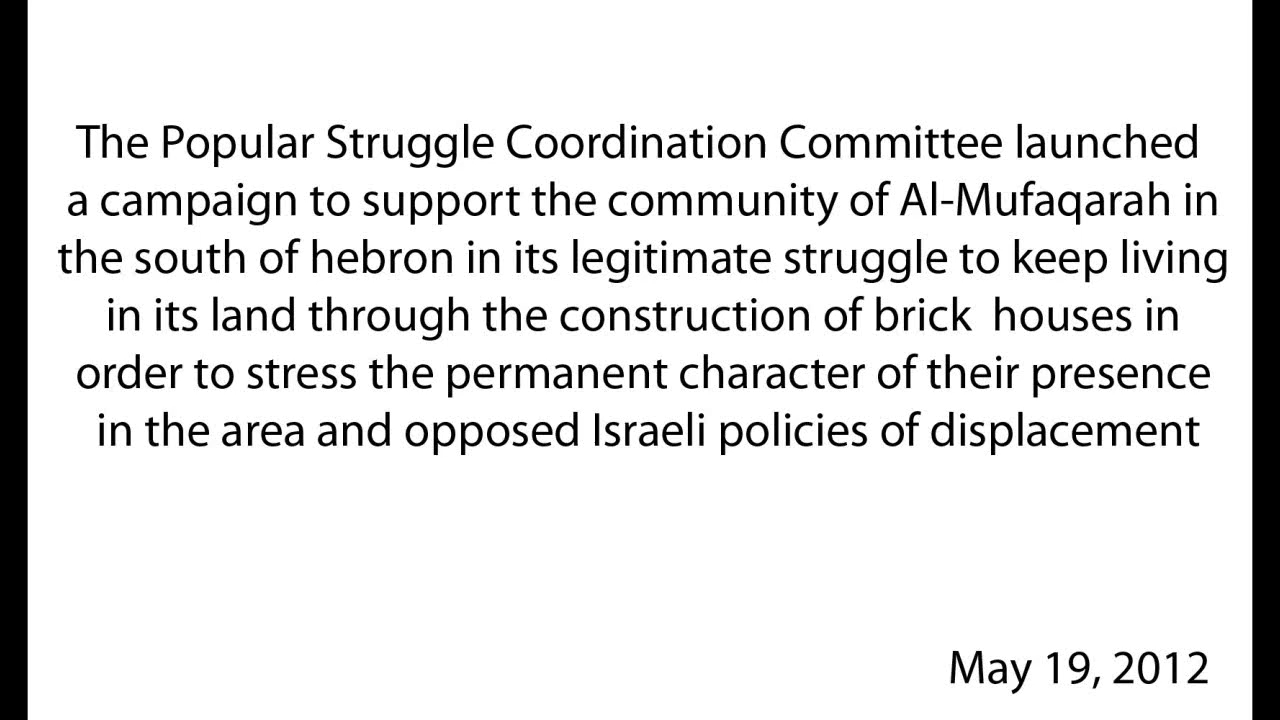 The Popular Struggle Coordination Committee launched
a campaign to support the community of Al-Mufaqarah in
the south of hebron in its legitimate struggle to keep living
in its land through the construction of brick  houses in
order to stress the permanent character of their presence
in the area and opposed Israeli policies of displacement
May 19, 2012